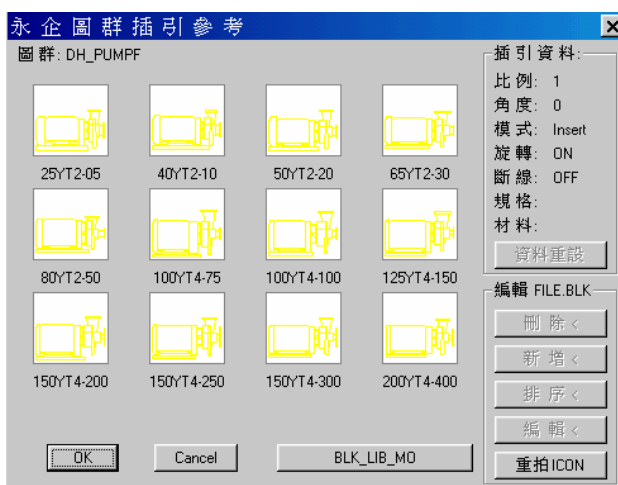 永企圖群插引參考
圖群: DH_PUMPF
25YT2-05 40YT2-10 50YT2-20 65YT2-30
80YT2-50 100YT4-75 100YT4-100 125YT4-150
150YT4-200 150YT4-250 150YT4-300 200YT4-400
OK Cancel BLK_LIB_MO
插引資料:
比例: 1
角度: 0
模式: Insert
旋轉: ON
斷線: OFF
規格:
材料:
資料重設
編輯 FILE.BLK
刪 除 <
新 增 <
排 序 <
編 輯 <
重拍ICON